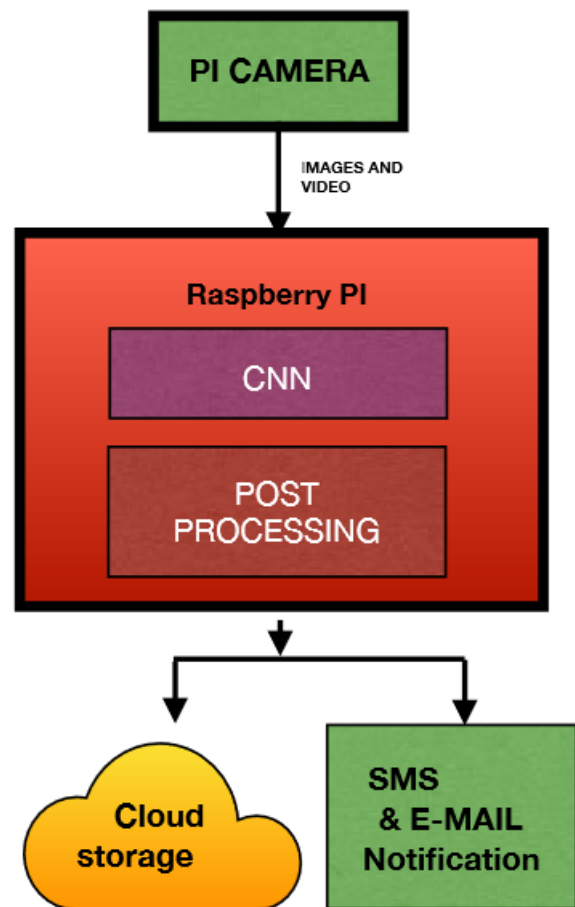 PI CAMERA
IMAGES AND
VIDEO
Raspberry PI
CNN
POST
PROCESSING
Cloud
storage
SMS
& E-MAIL
Notification